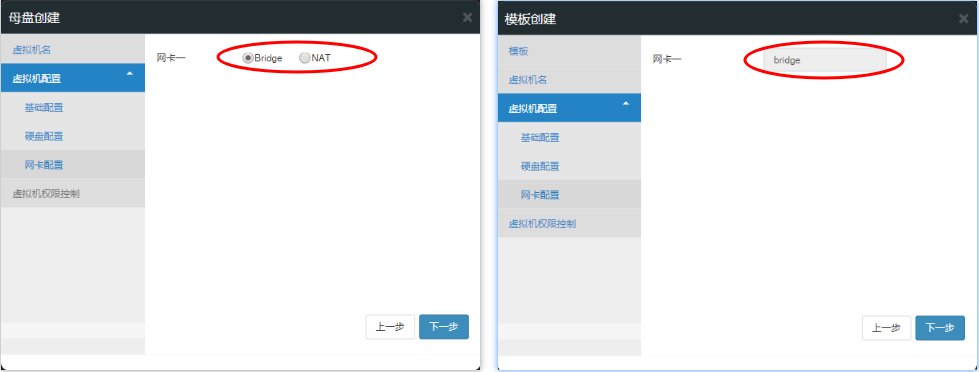 母盘创建
虚拟机名
虚拟机配置
基础配置
硬盘配置
网卡配置
虚拟机权限控制
网卡一
Bridge NAT
上一步 下一步
模板创建
模板
虚拟机名
虚拟机配置
基础配置
硬盘配置
网卡配置
虚拟机权限控制
网卡一
bridge
上一步 下一步